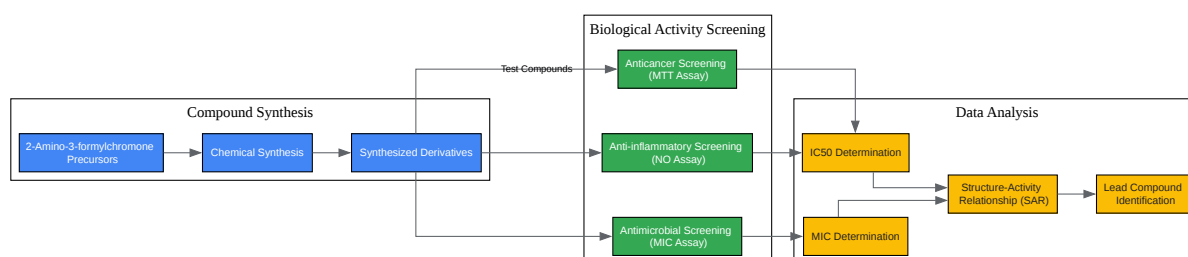 Biological Activity Screening
Test Compounds
Anticancer Screening
(MTT Assay)
Compound Synthesis
Data Analysis
2-Amino-3-formylchromone
Precursors
Chemical Synthesis
Synthesized Derivatives
Anti-inflammatory Screening
(NO Assay)
IC50 Determination
Structure-Activity
Relationship (SAR)
Lead Compound
Identification
Antimicrobial Screening
(MIC Assay)
MIC Determination